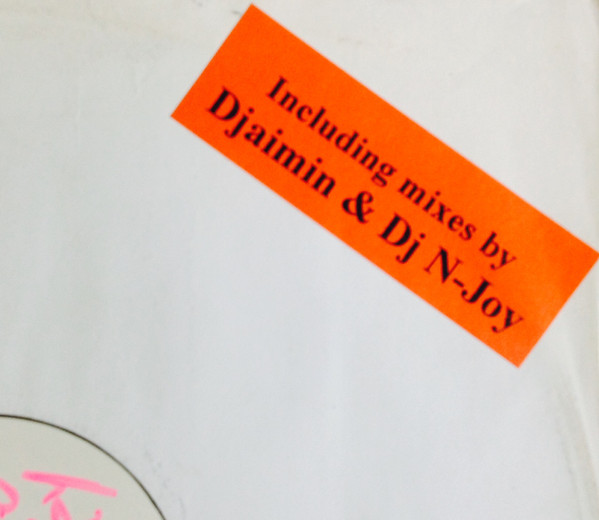 Including mixes by
Djaimin & Dj N-Joy